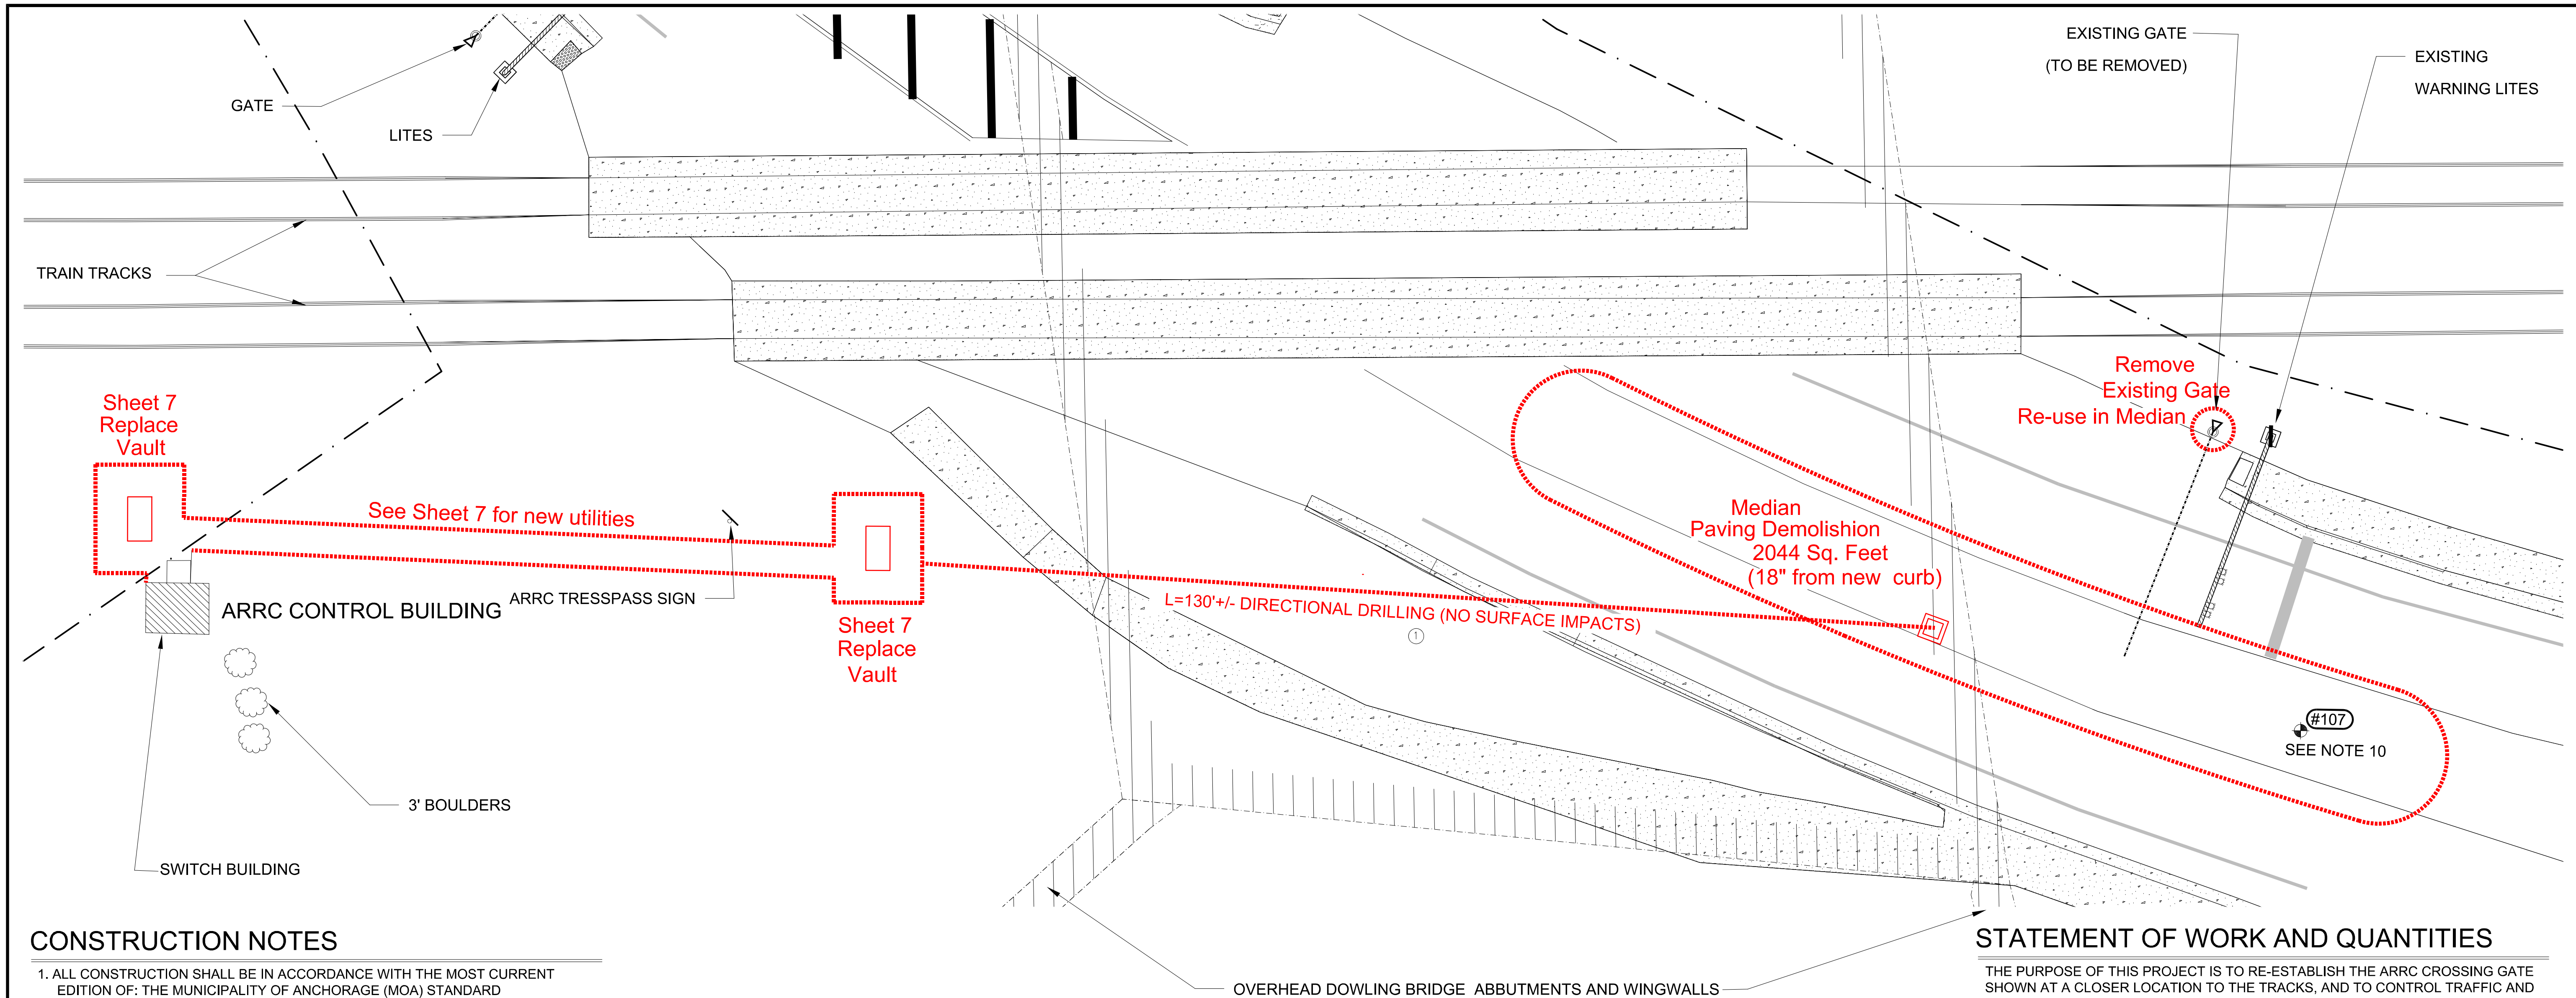 EXISTING GATE
(TO BE REMOVED)
EXISTING
WARNING LITES
GATE
LITES
TRAIN TRACKS
Remove
Existing Gate
Re-use in Median
Sheet 7
Replace
Vault
See Sheet 7 for new utilities
Median
Paving Demolishion
2044 Sq. Feet
(18" from new curb)
ARRC CONTROL BUILDING
ARRC TRESSPASS SIGN
L=130'+/- DIRECTIONAL DRILLING (NO SURFACE IMPACTS)
1
Sheet 7
Replace
Vault
#107
SEE NOTE 10
3' BOULDERS
SWITCH BUILDING
CONSTRUCTION NOTES
1. ALL CONSTRUCTION SHALL BE IN ACCORDANCE WITH THE MOST CURRENT
EDITION OF: THE MUNICIPALITY OF ANCHORAGE (MOA) STANDARD
OVERHEAD DOWLING BRIDGE ABBUTMENTS AND WINGWALLS
STATEMENT OF WORK AND QUANTITIES
THE PURPOSE OF THIS PROJECT IS TO RE-ESTABLISH THE ARRC CROSSING GATE
SHOWN AT A CLOSER LOCATION TO THE TRACKS, AND TO CONTROL TRAFFIC AND